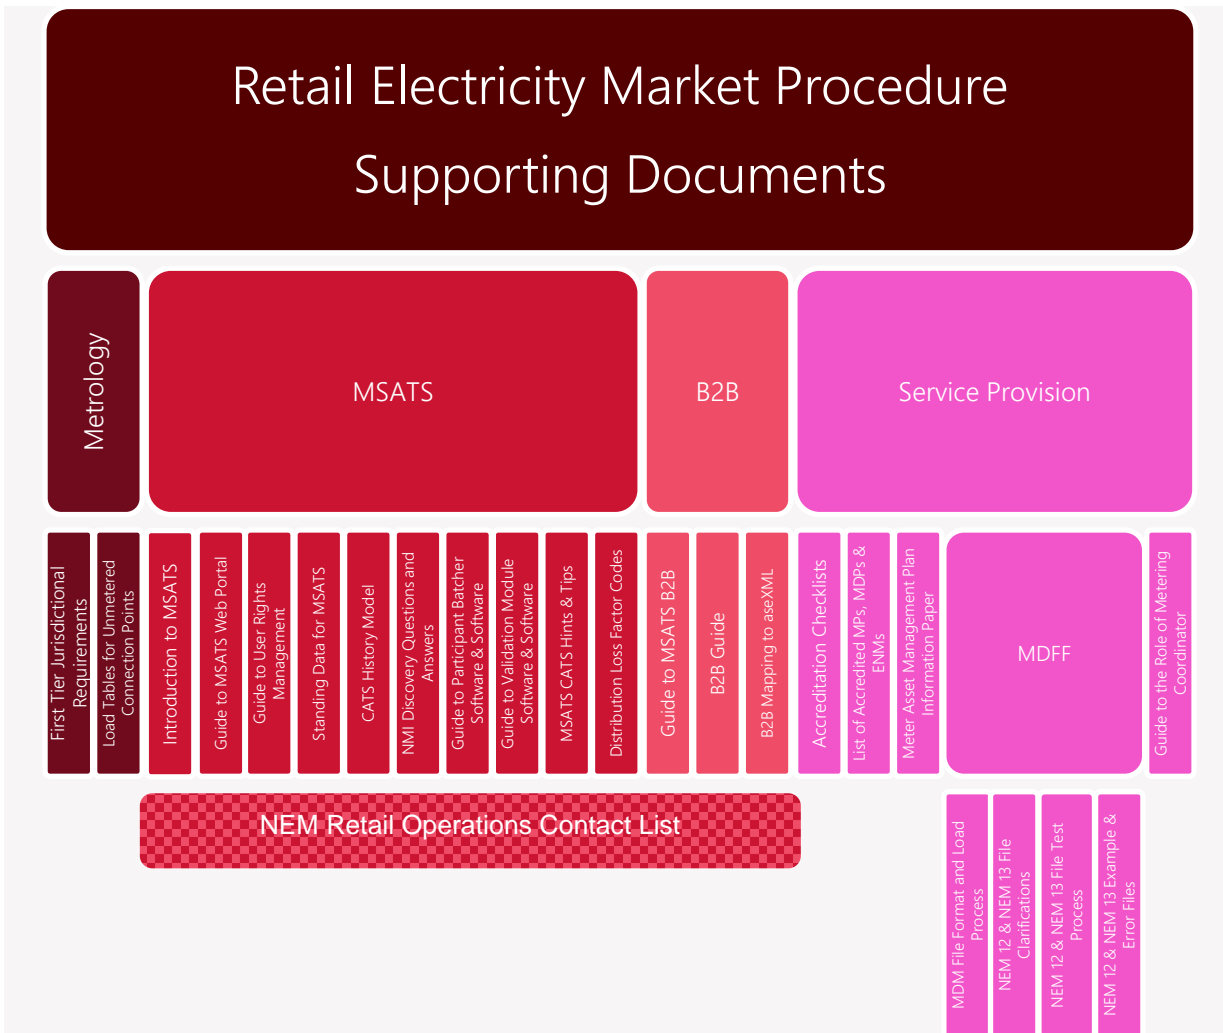 Retail Electricity Market Procedure
Supporting Documents
Metrology
MSATS
B2B
Service Provision
First Tier Jurisdictional
Requirements
Load Tables for Unmetered
Connection Points
Introduction to MSATS
Guide to MSATS Web Portal
Guide to User Rights
Management
Standing Data for MSATS
CATS History Model
NMI Discovery Questions and
Answers
Guide to Participant Batcher
Software & Software
Guide to Validation Module
Software & Software
MSATS CATS Hints & Tips
Distribution Loss Factor Codes
Guide to MSATS B2B
B2B Guide
B2B Mapping to aseXML
Accreditation Checklists
List of Accredited MPs, MDPs &
ENMs
Meter Asset Management Plan
Information Paper
MDFF
Guide to the Role of Metering
Coordinator
NEM Retail Operations Contact List
MDM File Format and Load
Process
NEM 12 & NEM 13 File
Clarifications
NEM 12 & NEM 13 File Test
Process
NEM 12 & NEM 13 Example &
Error Files